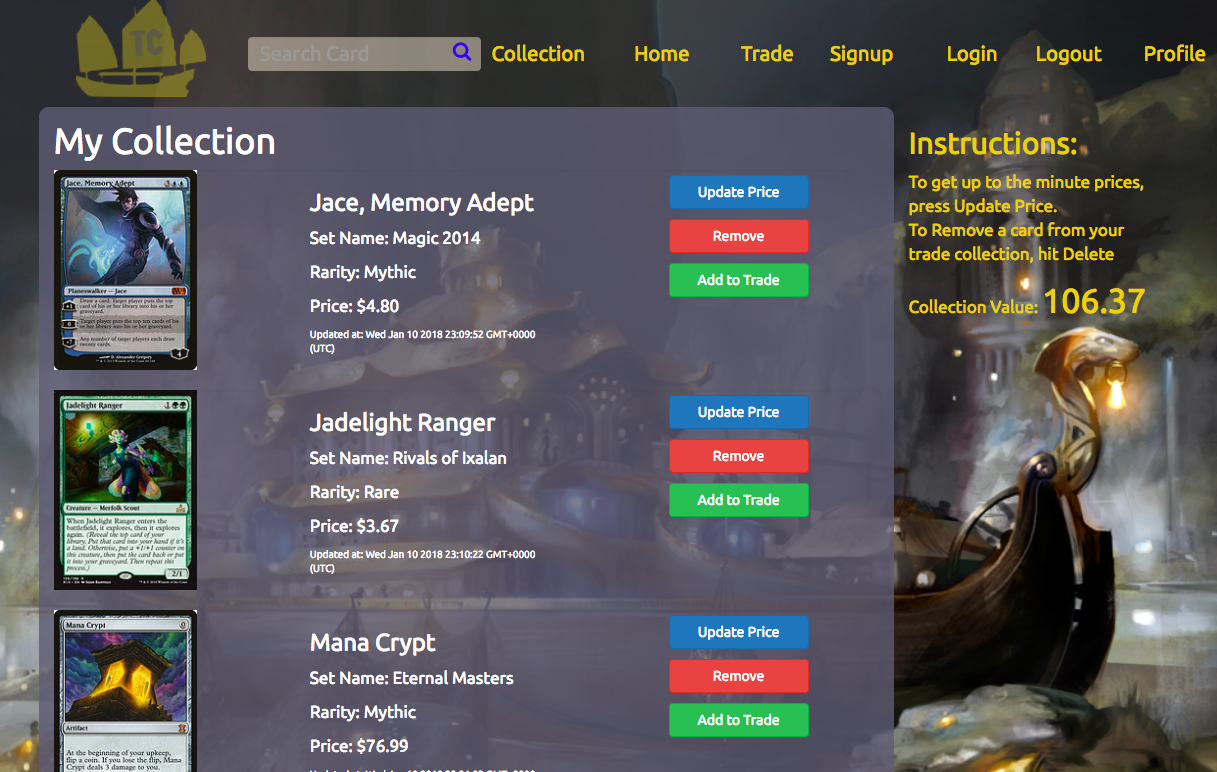 TC
Search Card
Collection
Home
Trade
Signup
Login
Logout
Profile
My Collection
Jace, Memory Adept
Planeswalker — Jace
+1 Draw a card. Target player puts the top
card of his or her library into his or her
graveyard.
0 Target player puts the top ten cards of
his or her library into his or her graveyard.
-7 Any number of target players each draw
twenty cards.
4
Jace, Memory Adept
Set Name: Magic 2014
Rarity: Mythic
Price: $4.80
Updated at: Wed Jan 10 2018 23:09:52 GMT+0000
(UTC)
Update Price
Remove
Add to Trade
Jadelight Ranger
Creature — Merfolk Scout
When Jadelight Ranger enters the
battlefield, it explores, then it explores
again. (Reveal the top card of your
library. Put that card into your hand if it's
a land. Otherwise, put a +1/+1 counter on
this creature, then put the card back or put
it into your graveyard. Then repeat this
process.)
2/1
Jadelight Ranger
Set Name: Rivals of Ixalan
Rarity: Rare
Price: $3.67
Updated at: Wed Jan 10 2018 23:10:22 GMT+0000
(UTC)
Update Price
Remove
Add to Trade
Mana Crypt
Artifact
At the beginning of your upkeep,
flip a coin. If you lose the flip, Mana
Crypt deals 3 damage to you.
Mana Crypt
Set Name: Eternal Masters
Rarity: Mythic
Price: $76.99
Update Price
Remove
Add to Trade
Instructions:
To get up to the minute prices,
press Update Price.
To Remove a card from your
trade collection, hit Delete
Collection Value: 106.37